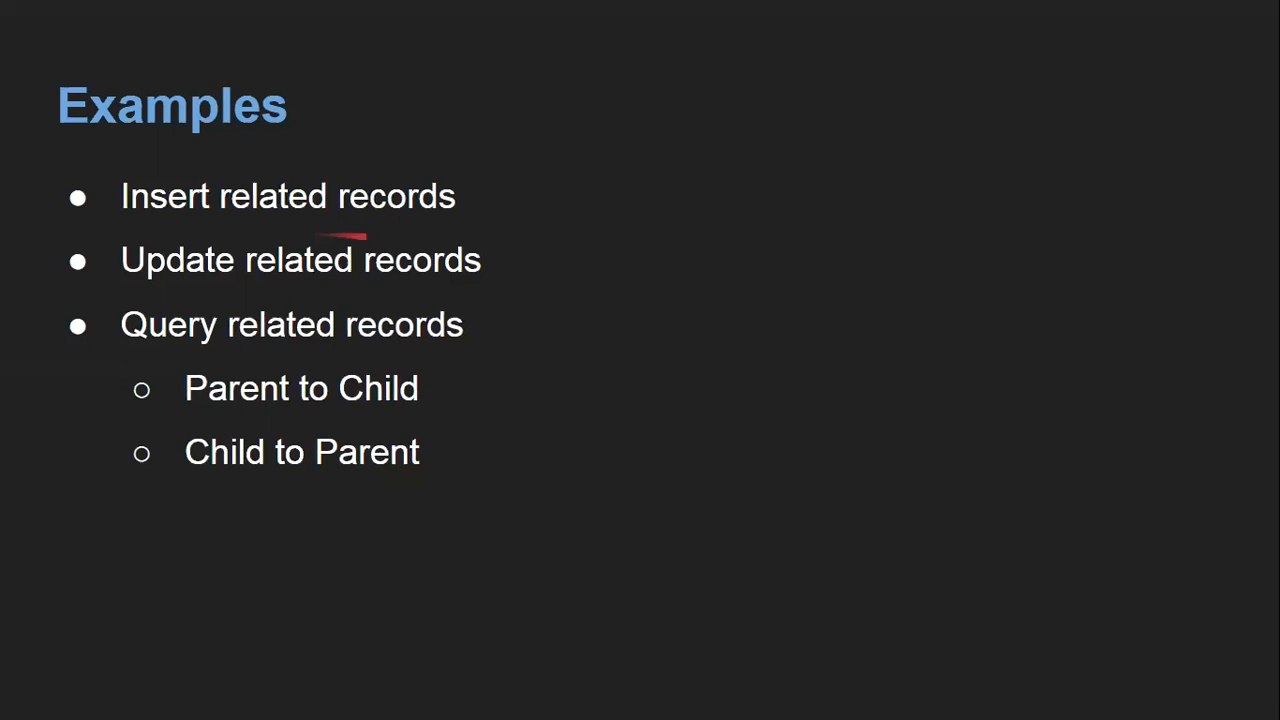 Examples
● Insert related records
● Update related records
● Query related records
○ Parent to Child
○ Child to Parent